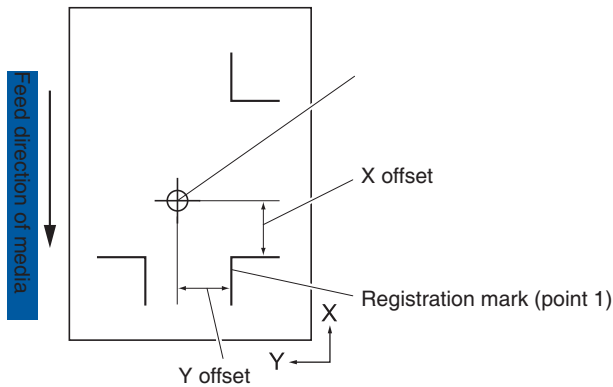 Feed direction of media
X offset
Registration mark (point 1)
X
Y
Y offset